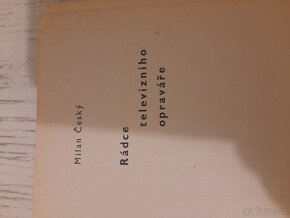 Milan Český
Rádce
televizního
opraváře